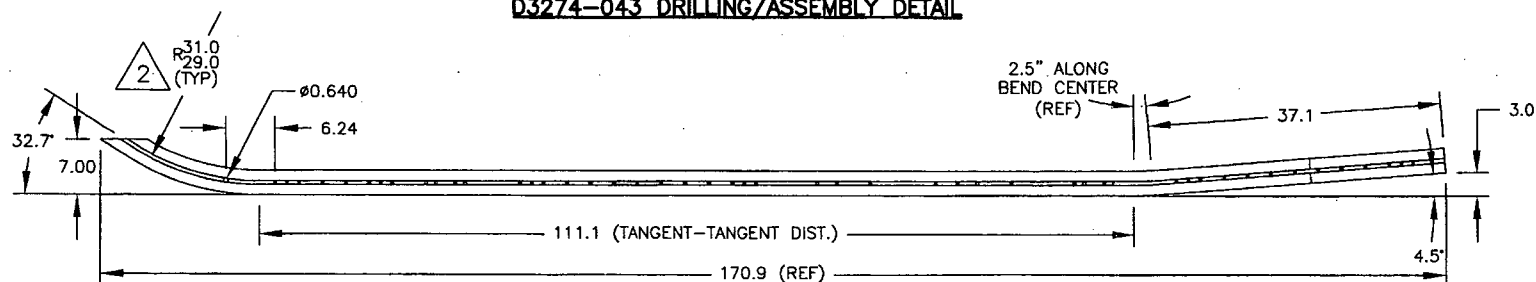 D3274-043 DRILLING/ASSEMBLY DETAIL
2
R31.0
29.0
(TYP)
ø0.640
6.24
32.7°
7.00
2.5" ALONG
BEND CENTER
(REF)
37.1
3.0
111.1 (TANGENT-TANGENT DIST.)
4.5°
170.9 (REF)